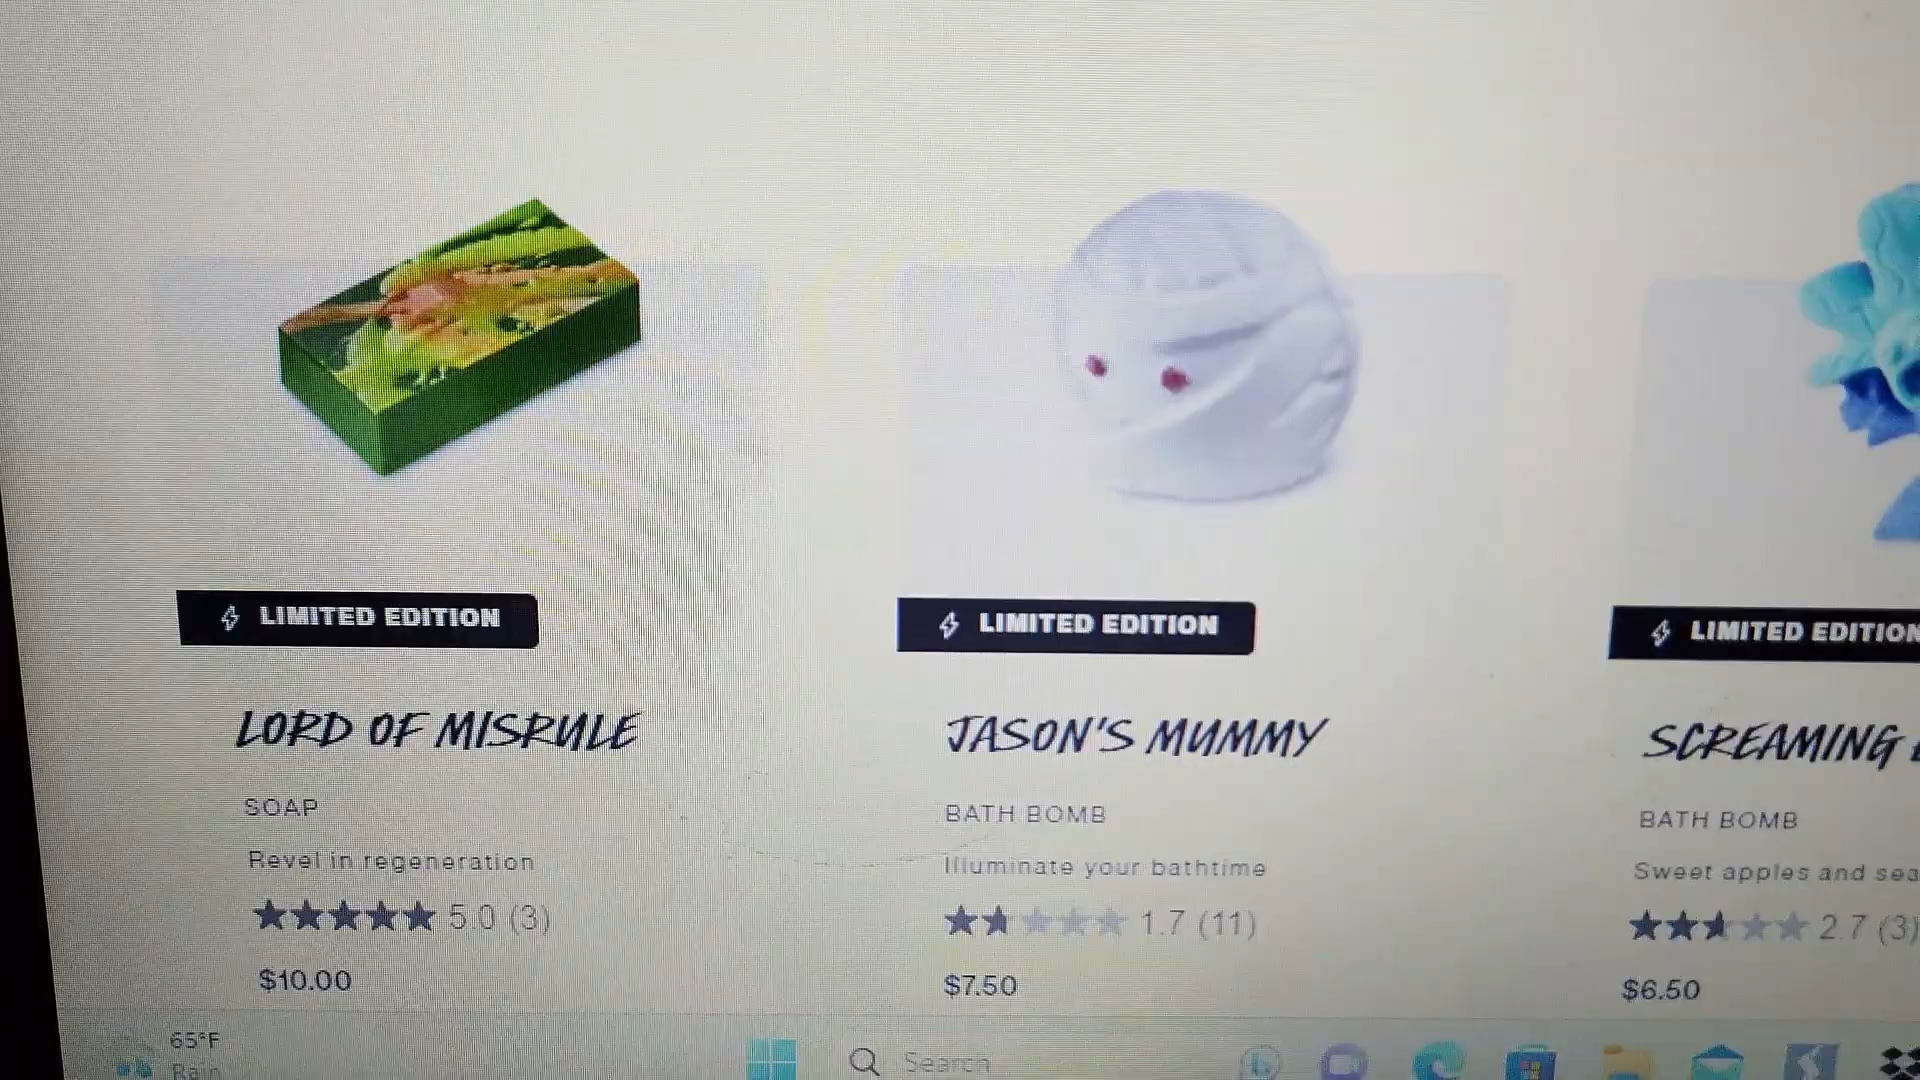 LIMITED EDITION
LORD OF MISRULE
SOAP
Revel in regeneration
5.0 (3)
$10.00
LIMITED EDITION
JASON'S MUMMY
BATH BOMB
Illuminate your bathtime
1.7 (11)
$7.50
LIMITED EDITION
SCREAMING
BATH BOMB
Sweet apples and sea
2.7 (3)
$6.50
65°F
Rain
Search